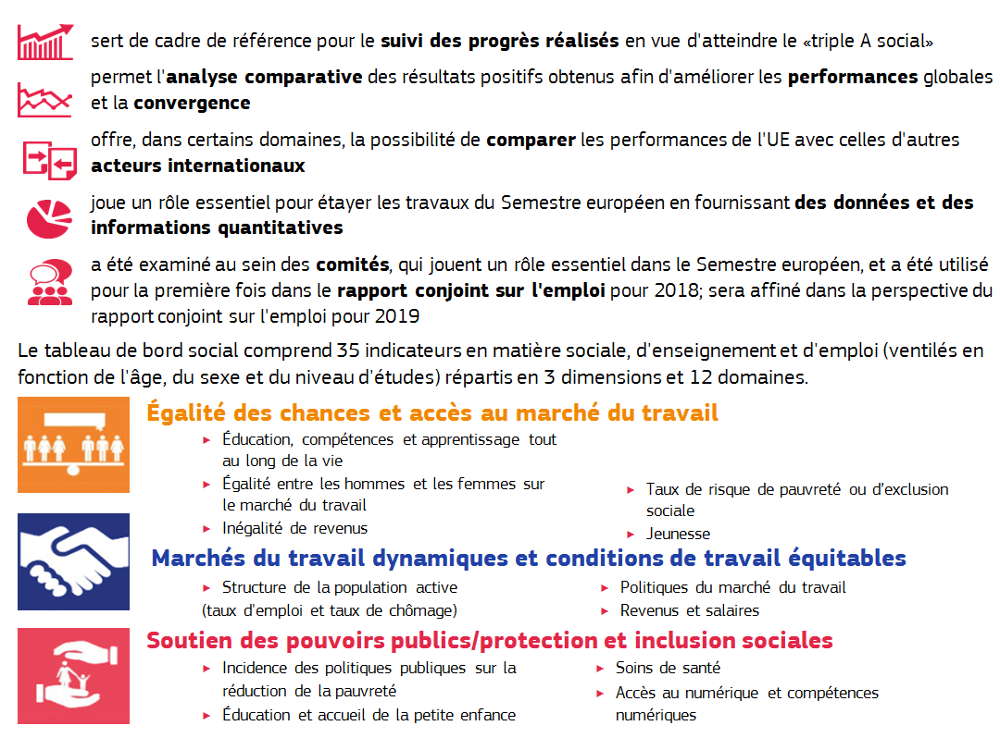 sert de cadre de référence pour le suivi des progrès réalisés en vue d'atteindre le «triple A social»
permet l'analyse comparative des résultats positifs obtenus afin d'améliorer les performances globales
et la convergence
offre, dans certains domaines, la possibilité de comparer les performances de l'UE avec celles d'autres
acteurs internationaux
joue un rôle essentiel pour étayer les travaux du Semestre européen en fournissant des données et des
informations quantitatives
a été examiné au sein des comités, qui jouent un rôle essentiel dans le Semestre européen, et a été utilisé
pour la première fois dans le rapport conjoint sur l'emploi pour 2018; sera affiné dans la perspective du
rapport conjoint sur l'emploi pour 2019
Le tableau de bord social comprend 35 indicateurs en matière sociale, d'enseignement et d'emploi (ventilés en
fonction de l'âge, du sexe et du niveau d'études) répartis en 3 dimensions et 12 domaines.
Égalité des chances et accès au marché du travail
► Éducation, compétences et apprentissage tout
au long de la vie
► Égalité entre les hommes et les femmes sur
le marché du travail
► Inégalité de revenus
► Taux de risque de pauvreté ou d’exclusion
sociale
► Jeunesse
Marchés du travail dynamiques et conditions de travail équitables
► Structure de la population active
(taux d'emploi et taux de chômage)
► Politiques du marché du travail
► Revenus et salaires
Soutien des pouvoirs publics/protection et inclusion sociales
► Incidence des politiques publiques sur la
réduction de la pauvreté
► Éducation et accueil de la petite enfance
► Soins de santé
► Accès au numérique et compétences
numériques